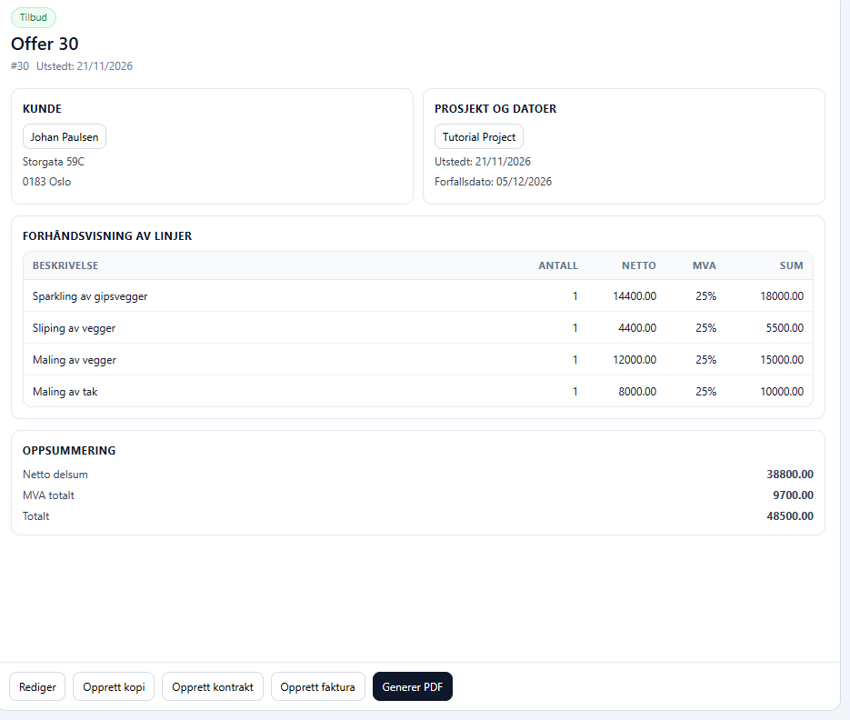 Tilbud
Offer 30
#30 Utstedt: 21/11/2026
KUNDE
Johan Paulsen
Storgata 59C
0183 Oslo
PROSJEKT OG DATOER
Tutorial Project
Utstedt: 21/11/2026
Forfallsdato: 05/12/2026
FORHÅNDSVISNING AV LINJER
BESKRIVELSE ANTALL NETTO MVA SUM
Sparkling av gipsvegger 1 14400.00 25% 18000.00
Sliping av vegger 1 4400.00 25% 5500.00
Maling av vegger 1 12000.00 25% 15000.00
Maling av tak 1 8000.00 25% 10000.00
OPPSUMMERING
Netto delsum 38800.00
MVA totalt 9700.00
Totalt 48500.00
Rediger Opprett kopi Opprett kontrakt Opprett faktura Generer PDF